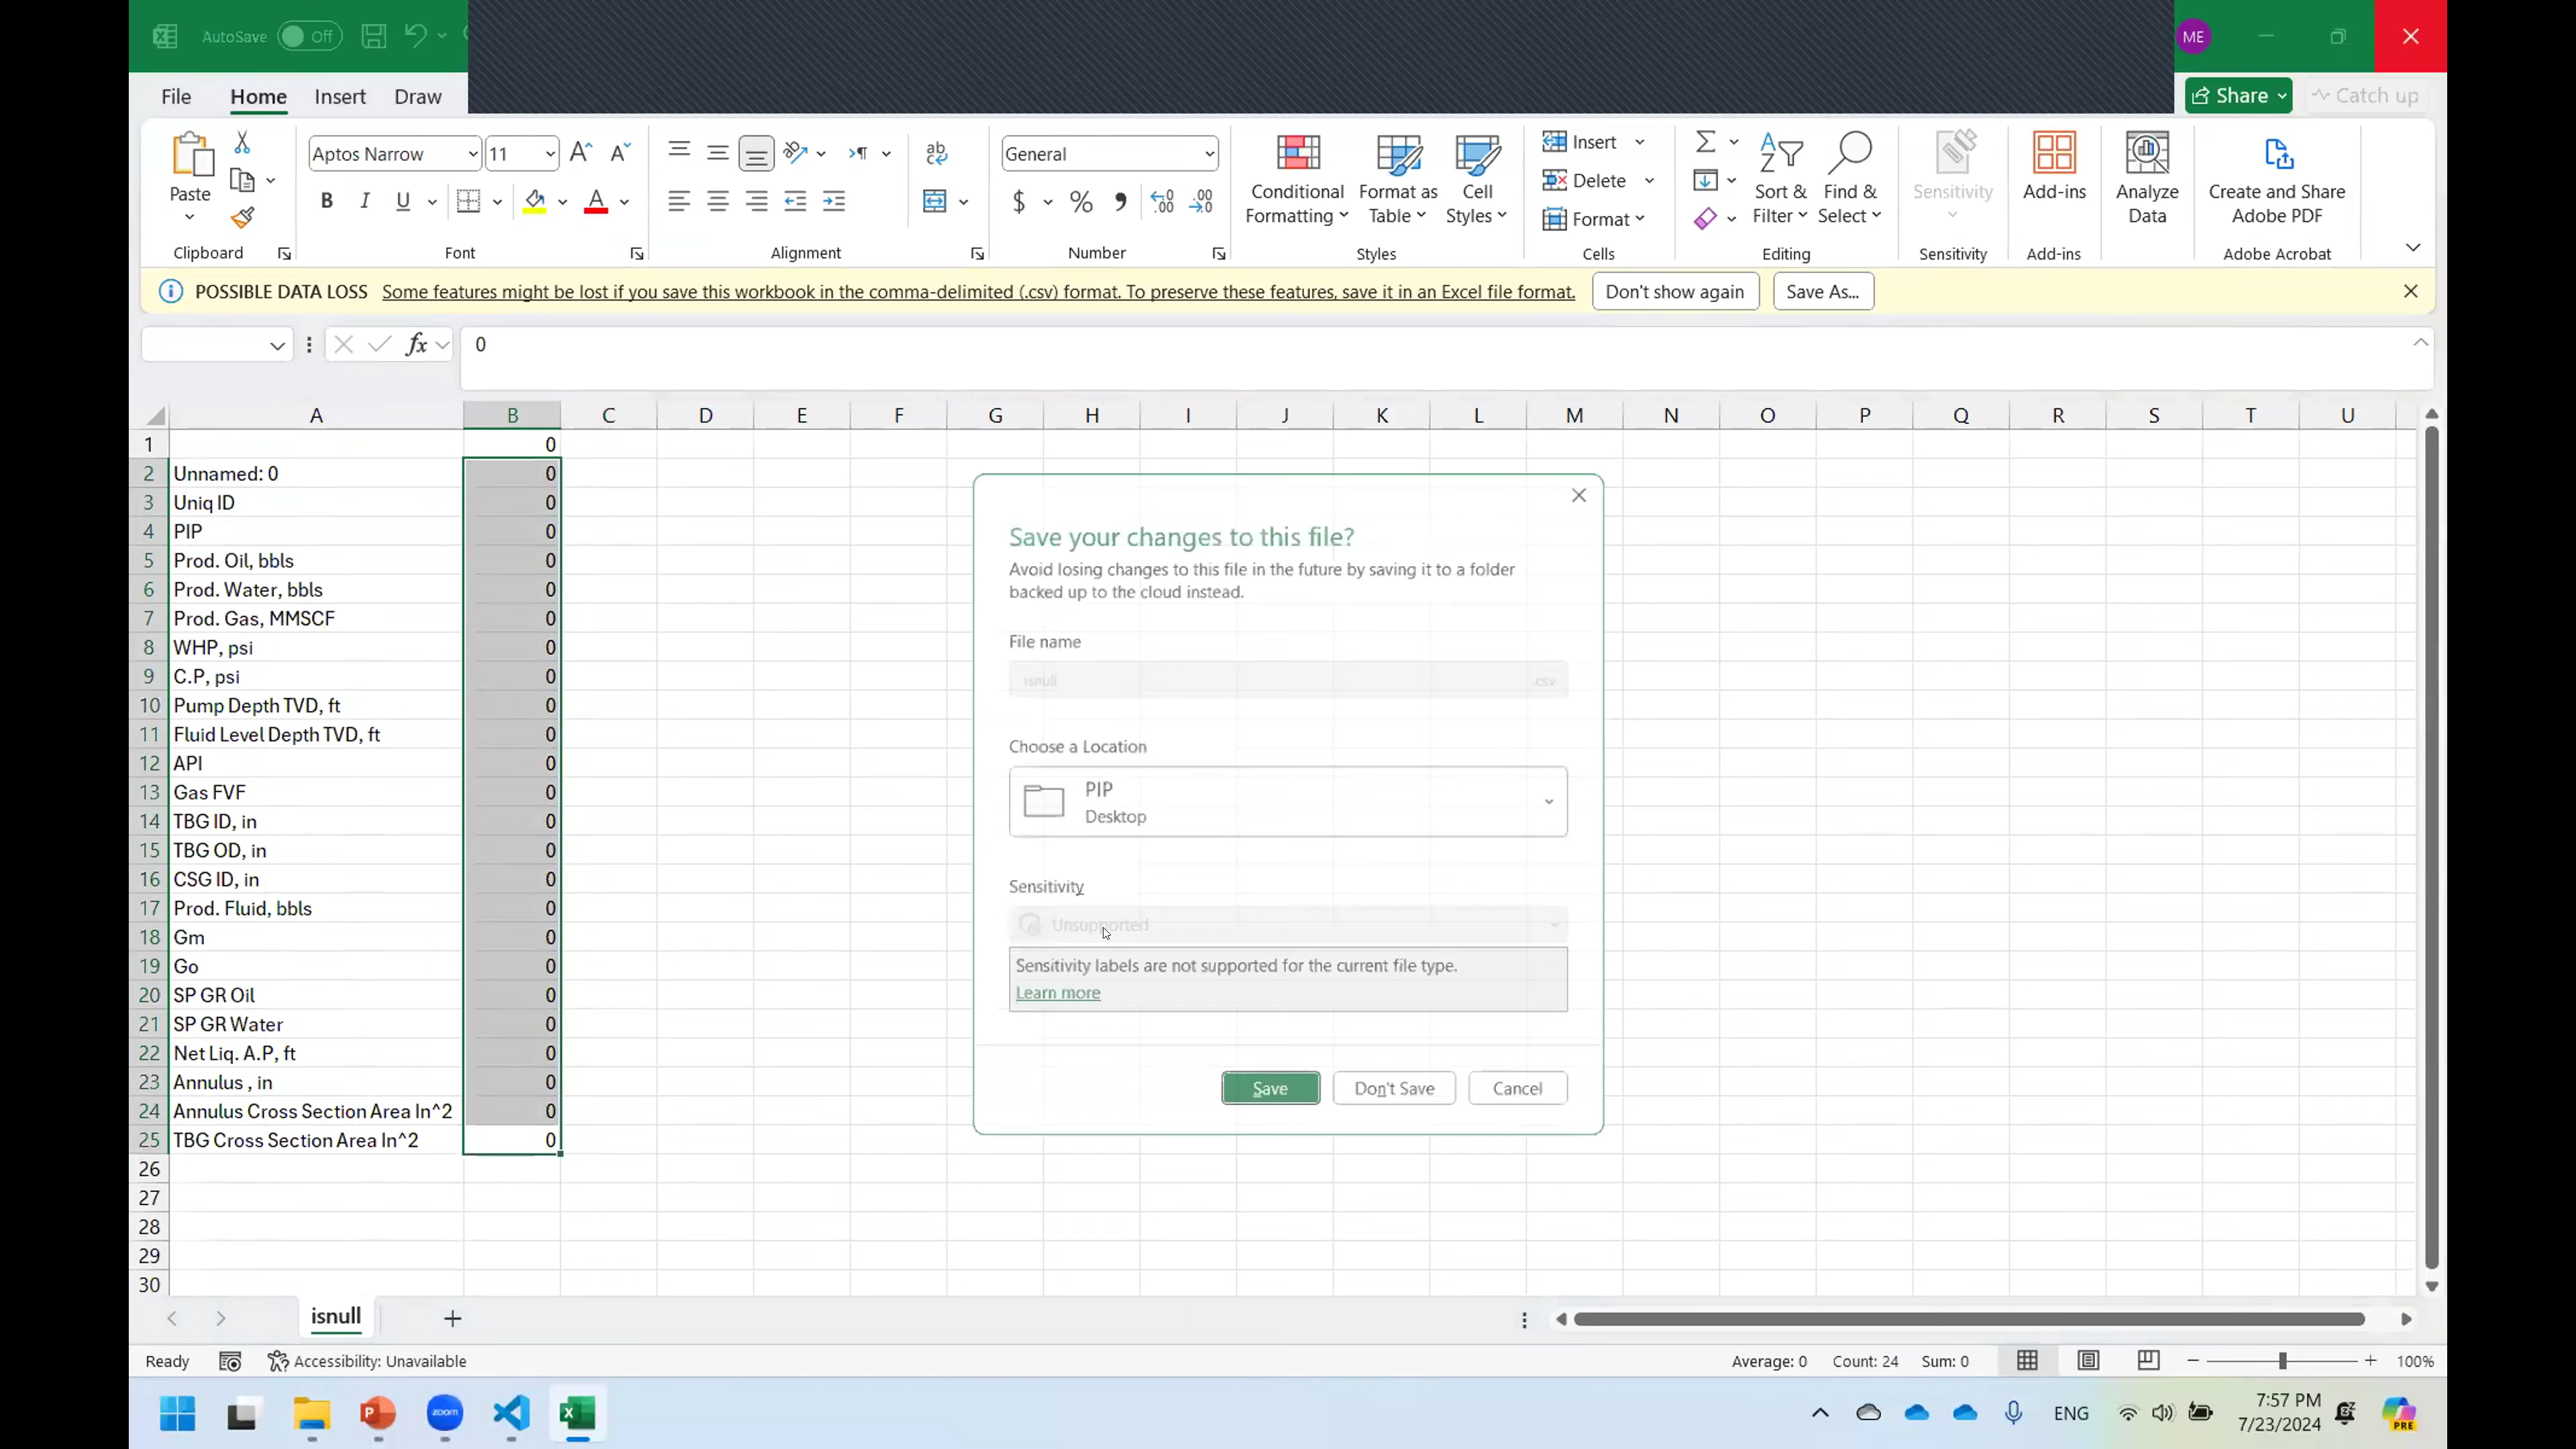 AutoSave Off
ME
File Home Insert Draw
Share Catch up
Paste
Clipboard
Aptos Narrow 11
B I U A
Font
ab
Alignment
General
$ % ,
Number
Conditional Formatting
Format as Table
Cell Styles
Styles
Insert
Delete
Format
Cells
Sort & Filter
Find & Select
Editing
Sensitivity
Sensitivity
Add-ins
Add-ins
Analyze Data
Create and Share Adobe PDF
Adobe Acrobat
POSSIBLE DATA LOSS Some features might be lost if you save this workbook in the comma-delimited (.csv) format. To preserve these features, save it in an Excel file format. Don't show again Save As...
fx 0
A B C D E F G H I J K L M N O P Q R S T U
1 0
2 Unnamed: 0 0
3 Uniq ID 0
4 PIP 0
5 Prod. Oil, bbls 0
6 Prod. Water, bbls 0
7 Prod. Gas, MMSCF 0
8 WHP, psi 0
9 C.P, psi 0
10 Pump Depth TVD, ft 0
11 Fluid Level Depth TVD, ft 0
12 API 0
13 Gas FVF 0
14 TBG ID, in 0
15 TBG OD, in 0
16 CSG ID, in 0
17 Prod. Fluid, bbls 0
18 Gm 0
19 Go 0
20 SP GR Oil 0
21 SP GR Water 0
22 Net Liq. A.P, ft 0
23 Annulus , in 0
24 Annulus Cross Section Area In^2 0
25 TBG Cross Section Area In^2 0
26
27
28
29
30
Save your changes to this file?
Avoid losing changes to this file in the future by saving it to a folder
backed up to the cloud instead.
File name
isnull .csv
Choose a Location
PIP
Desktop
Sensitivity
Unsupported
Sensitivity labels are not supported for the current file type.
Learn more
Save Don't Save Cancel
isnull
Ready Accessibility: Unavailable Average: 0 Count: 24 Sum: 0 100%
zoom
ENG
7:57 PM
7/23/2024
PRE